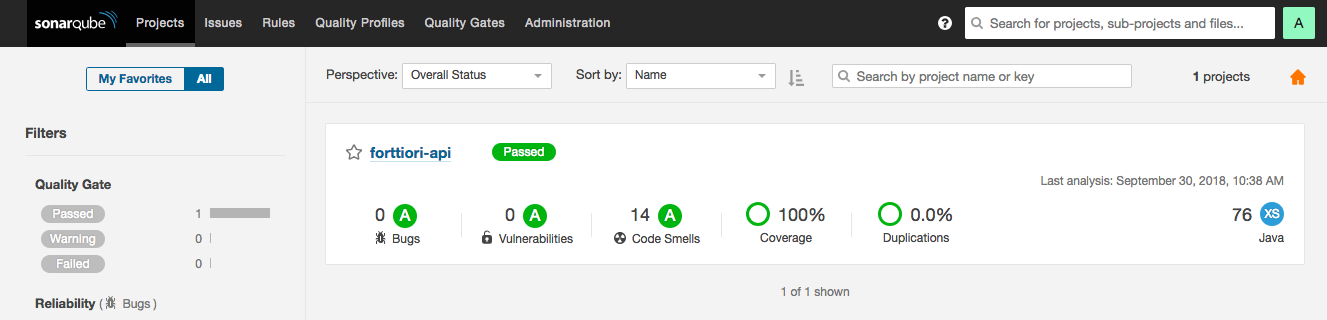 sonarqube Projects Issues Rules Quality Profiles Quality Gates Administration ? Search for projects, sub-projects and files... A
My Favorites All Perspective: Overall Status Sort by: Name Search by project name or key 1 projects
Filters
forttiori-api Passed
Last analysis: September 30, 2018, 10:38 AM
Quality Gate
Passed 1
Warning 0
Failed 0
0 A 0 A 14 A 100% 0.0% 76 XS
Bugs Vulnerabilities Code Smells Coverage Duplications Java
1 of 1 shown
Reliability ( Bugs )